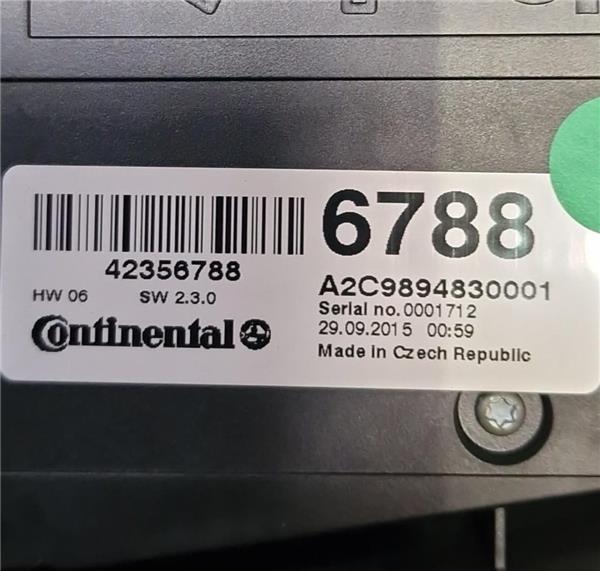 6788
42356788
A2C9894830001
HW 06 SW 2.3.0
Serial no.0001712
29.09.2015 00:59
Continental
Made in Czech Republic